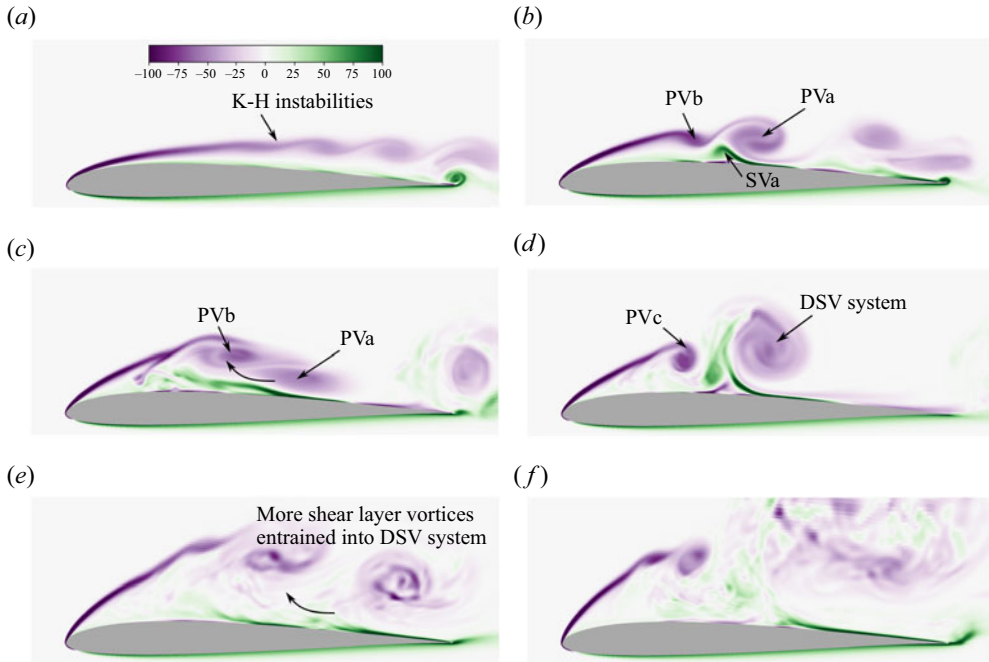 (a)
−100 −75 −50 −25 0 25 50 75 100
K-H instabilities
(b)
PVb
PVa
SVa
(c)
PVb
PVa
(d)
PVc
DSV system
(e)
More shear layer vortices
entrained into DSV system
(f)